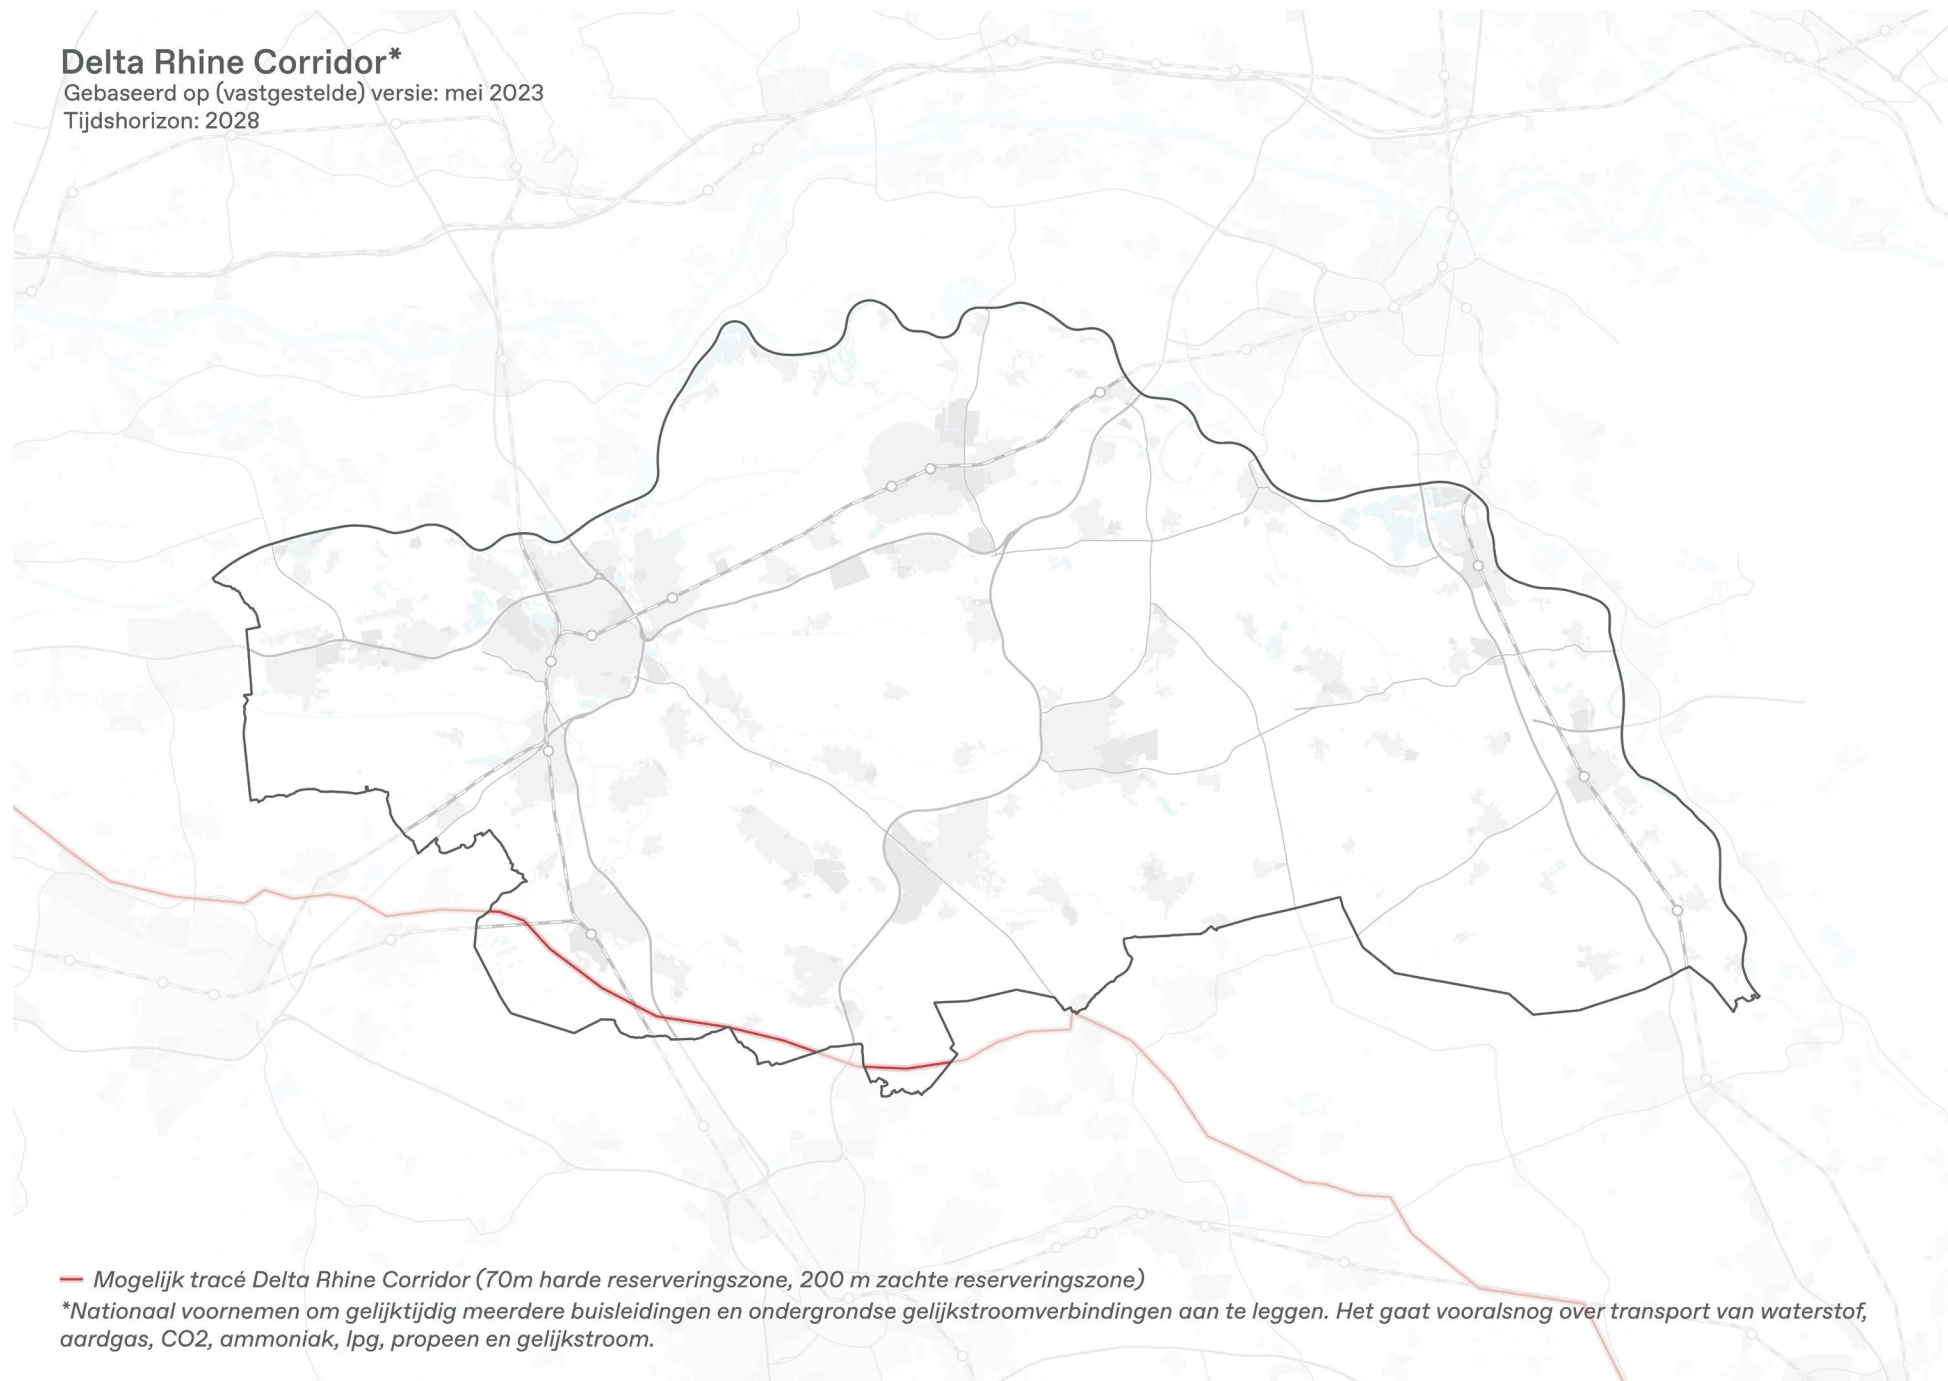 Delta Rhine Corridor*
Gebaseerd op (vastgestelde) versie: mei 2023
Tijdshorizon: 2028
Mogelijk tracé Delta Rhine Corridor (70m harde reserveringszone, 200 m zachte reserveringszone)
*Nationaal voornemen om gelijktijdig meerdere buisleidingen en ondergrondse gelijkstroomverbindingen aan te leggen. Het gaat vooralsnog over transport van waterstof,
aardgas, CO2, ammoniak, lpg, propeen en gelijkstroom.